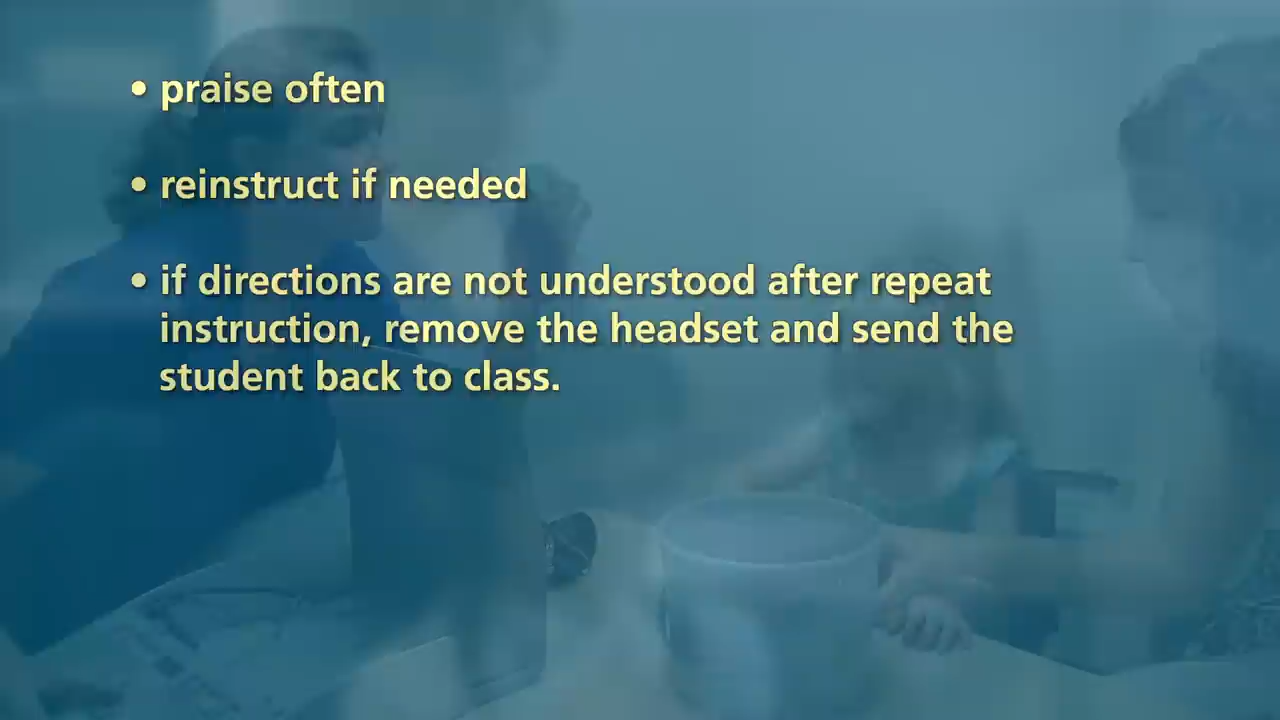 • praise often
• reinstruct if needed
• if directions are not understood after repeat
instruction, remove the headset and send the
student back to class.